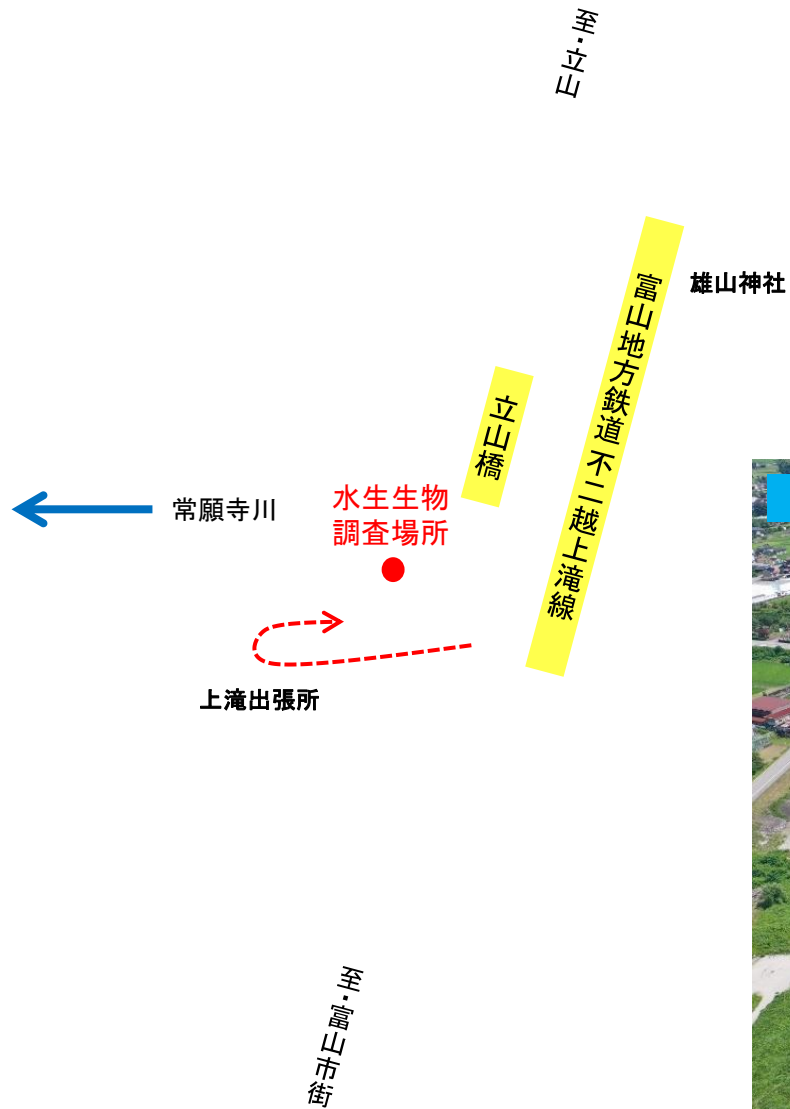 至・立山
雄山神社
富山地方鉄道 不二越上滝線
立山橋
常願寺川
水生生物
調査場所
上滝出張所
至・富山市街